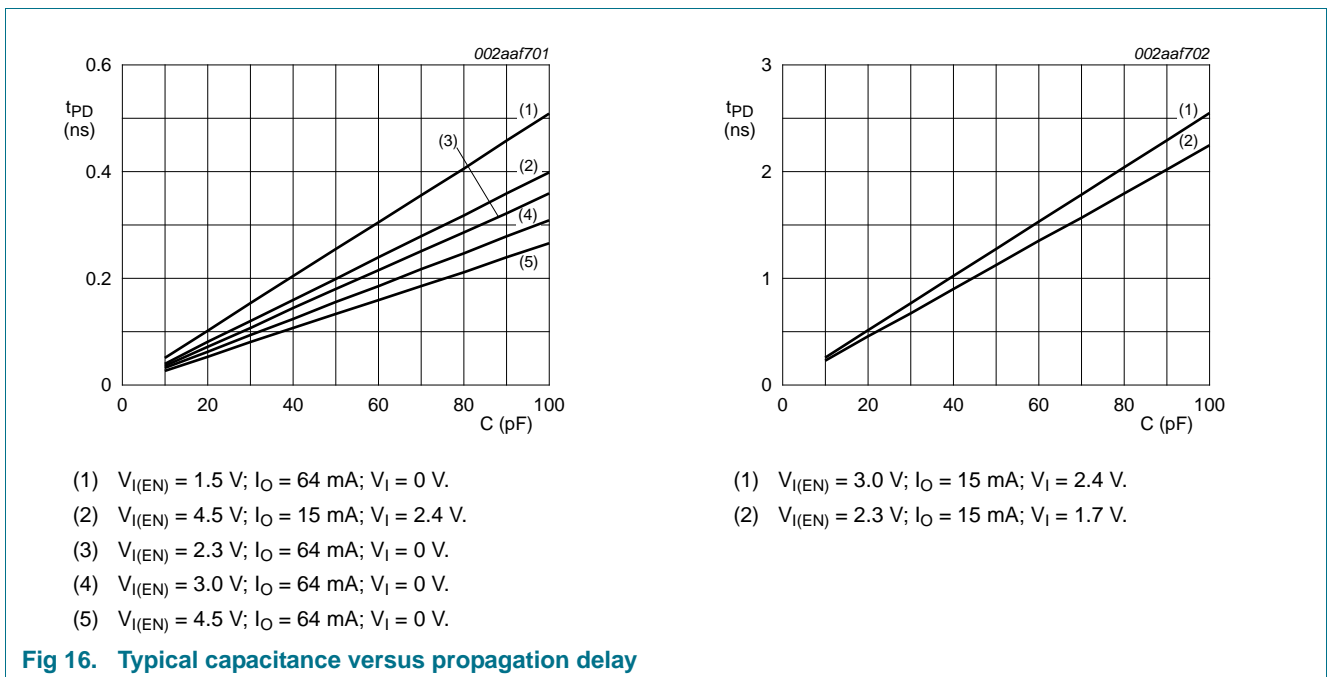 002aaf701
0.6
tPD
(ns)
0.4
0.2
0
(1)
(3)
(2)
(4)
(5)
0 20 40 60 80 100
C (pF)
(1) VI(EN) = 1.5 V; IO = 64 mA; VI = 0 V.
(2) VI(EN) = 4.5 V; IO = 15 mA; VI = 2.4 V.
(3) VI(EN) = 2.3 V; IO = 64 mA; VI = 0 V.
(4) VI(EN) = 3.0 V; IO = 64 mA; VI = 0 V.
(5) VI(EN) = 4.5 V; IO = 64 mA; VI = 0 V.
002aaf702
3
tPD
(ns)
2
1
0
(1)
(2)
0 20 40 60 80 100
C (pF)
(1) VI(EN) = 3.0 V; IO = 15 mA; VI = 2.4 V.
(2) VI(EN) = 2.3 V; IO = 15 mA; VI = 1.7 V.
Fig 16. Typical capacitance versus propagation delay